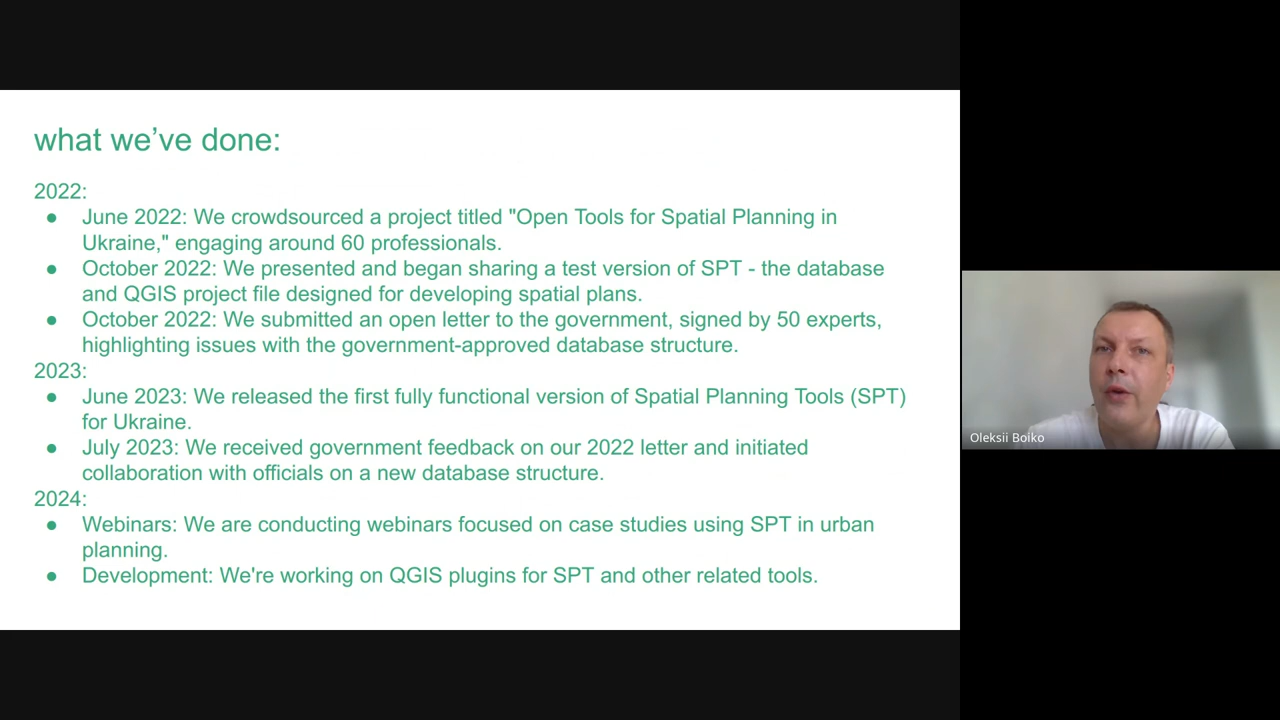 what we’ve done:
2022:
● June 2022: We crowdsourced a project titled "Open Tools for Spatial Planning in
Ukraine," engaging around 60 professionals.
● October 2022: We presented and began sharing a test version of SPT - the database
and QGIS project file designed for developing spatial plans.
● October 2022: We submitted an open letter to the government, signed by 50 experts,
highlighting issues with the government-approved database structure.
2023:
● June 2023: We released the first fully functional version of Spatial Planning Tools (SPT)
for Ukraine.
● July 2023: We received government feedback on our 2022 letter and initiated
collaboration with officials on a new database structure.
2024:
● Webinars: We are conducting webinars focused on case studies using SPT in urban
planning.
● Development: We're working on QGIS plugins for SPT and other related tools.
Oleksii Boiko